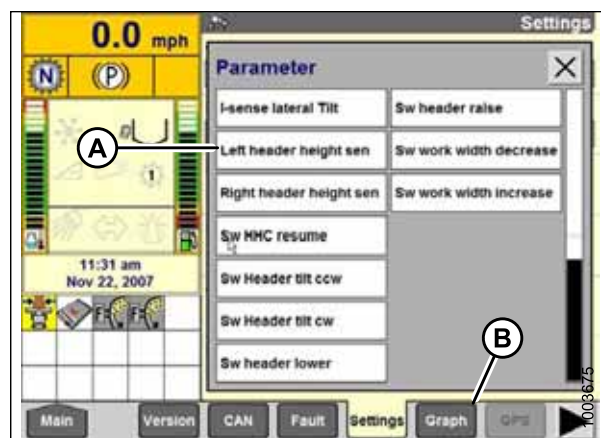 0.0 mph
Settings
N
(P)
Parameter
I-sense lateral Tilt
Sw header raise
A
Left header height sen
Sw work width decrease
1
Right header height sen
Sw work width increase
Sw HHC resume
11:31 am
Nov 22, 2007
Sw Header tilt ccw
F
F
Sw Header tilt cw
B
Sw header lower
1003675
Main
Version
CAN
Fault
Settings
Graph
GPS